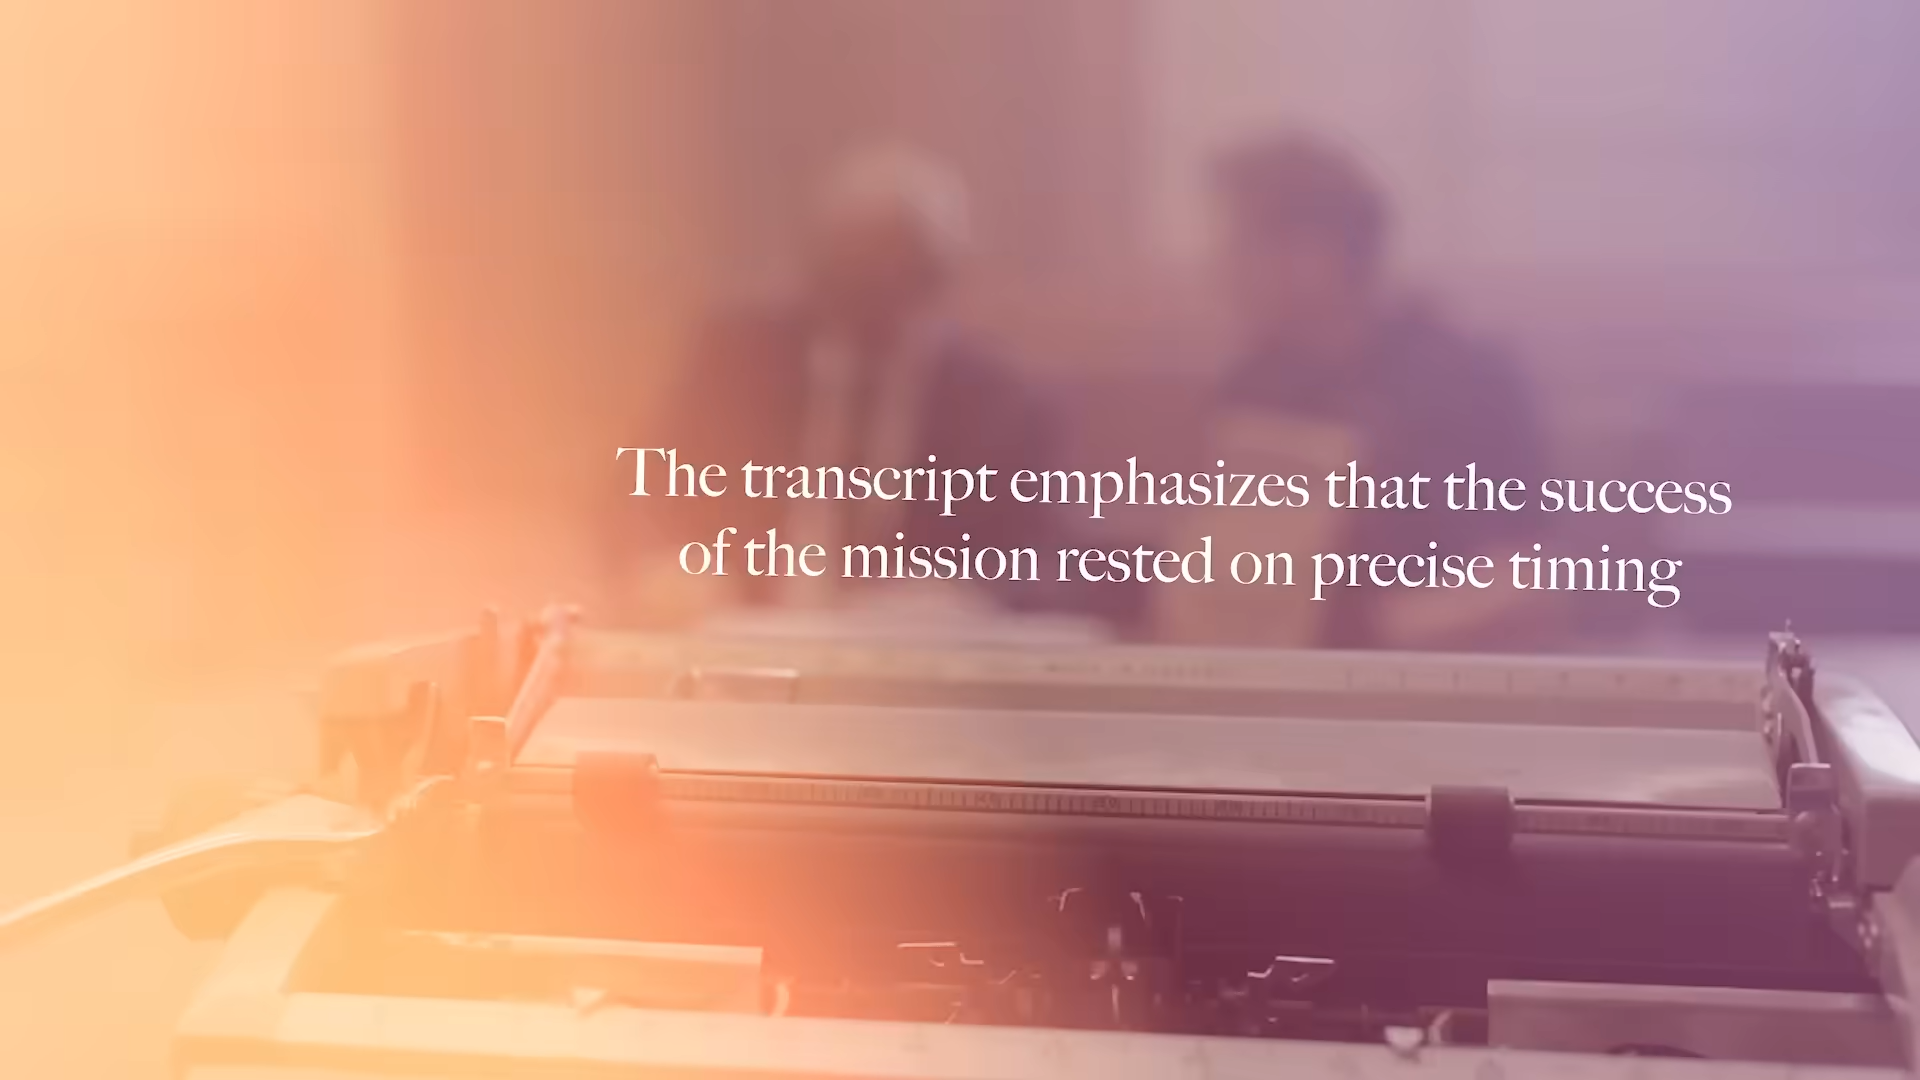 The transcript emphasizes that the success
of the mission rested on precise timing